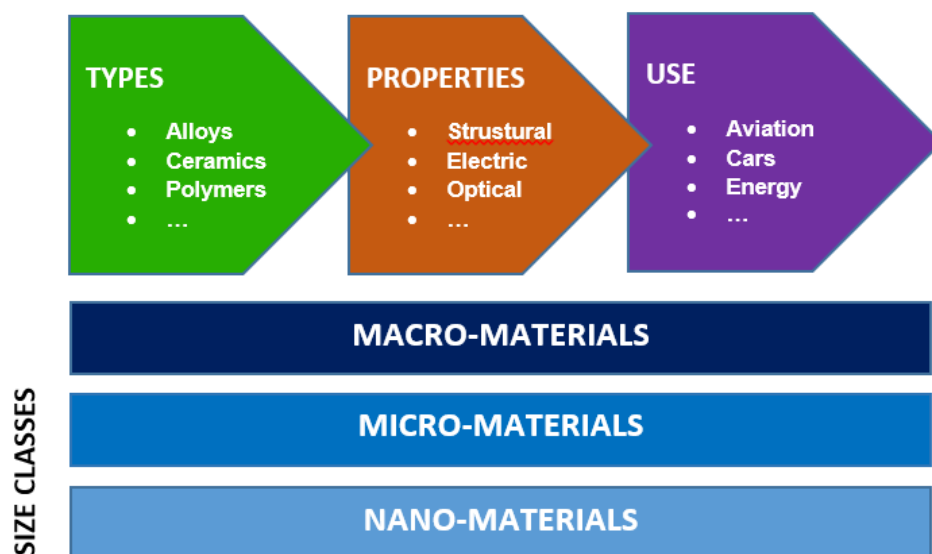 TYPES
• Alloys
• Ceramics
• Polymers
• ...
PROPERTIES
• Strustural
• Electric
• Optical
• ...
USE
• Aviation
• Cars
• Energy
• ...
SIZE CLASSES
MACRO-MATERIALS
MICRO-MATERIALS
NANO-MATERIALS